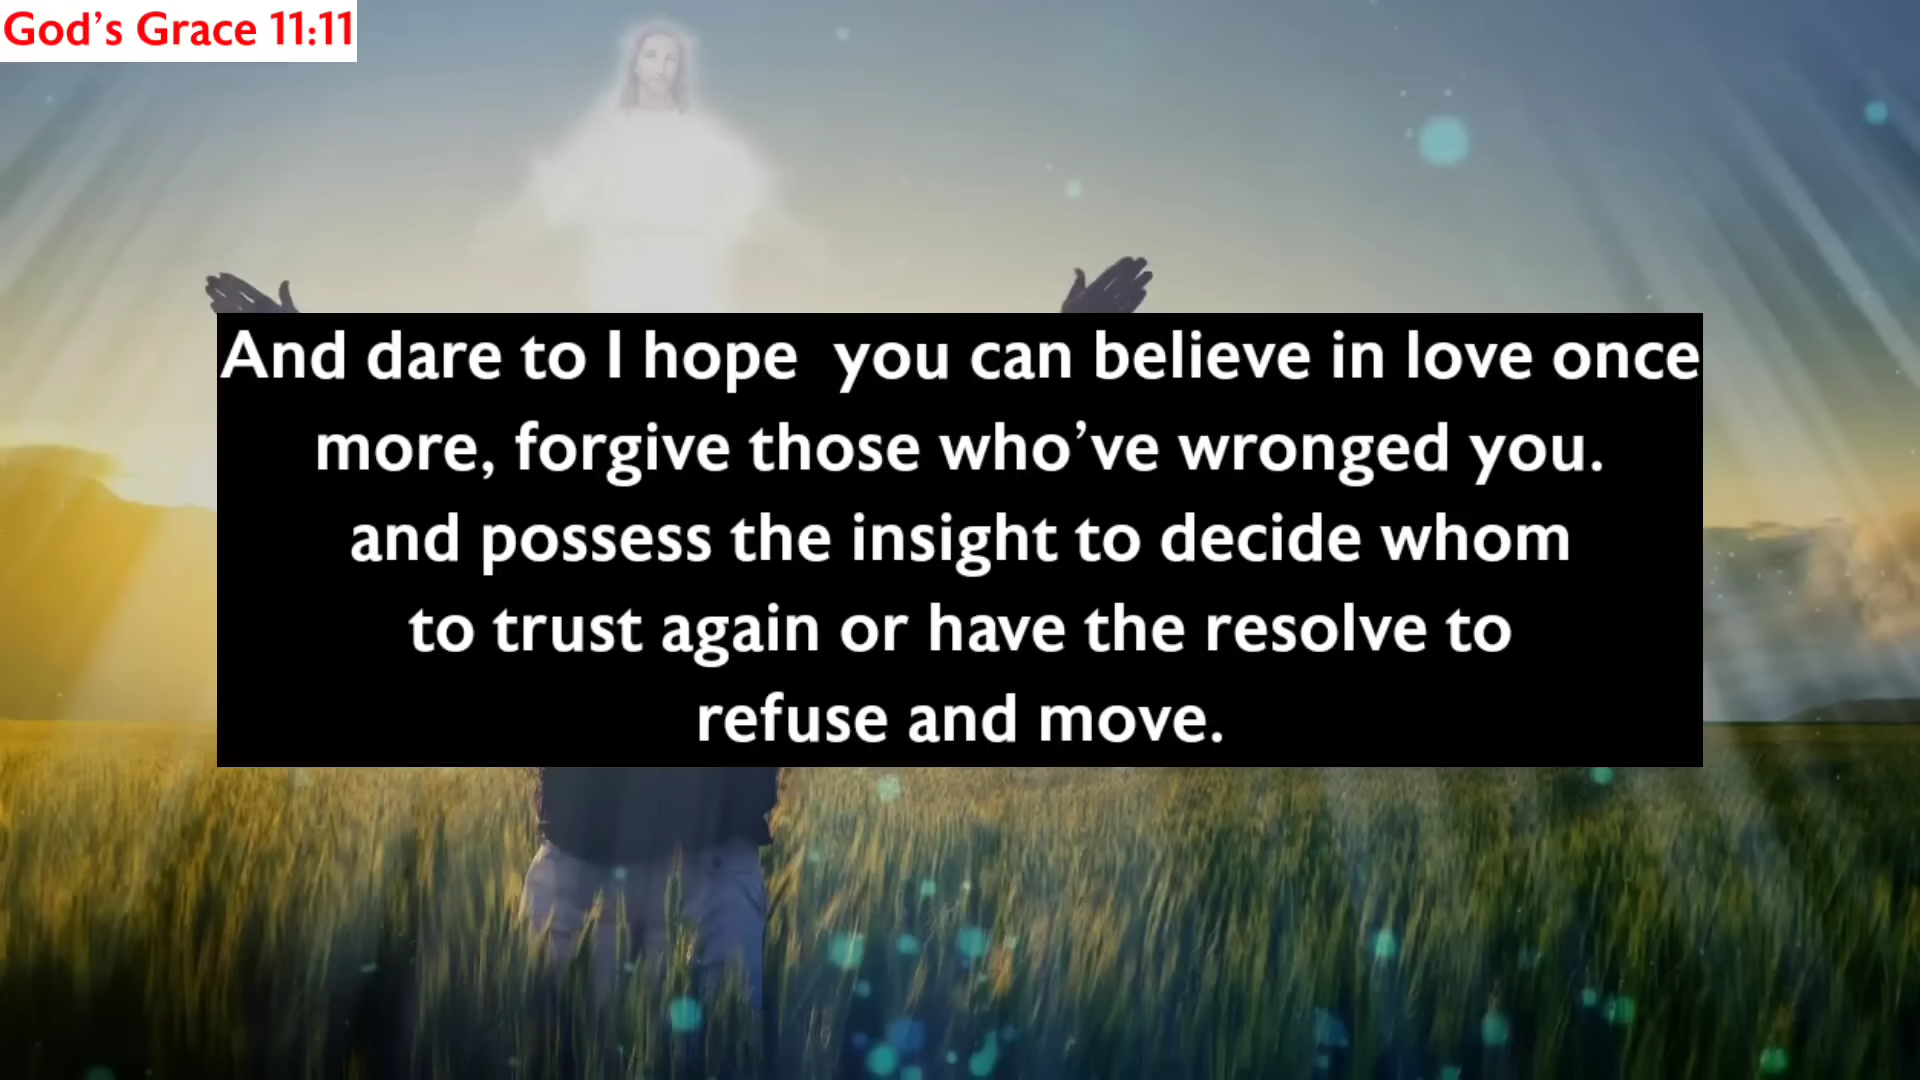 God’s Grace 11:11
And dare to I hope  you can believe in love once
more, forgive those who’ve wronged you.
and possess the insight to decide whom
to trust again or have the resolve to
refuse and move.